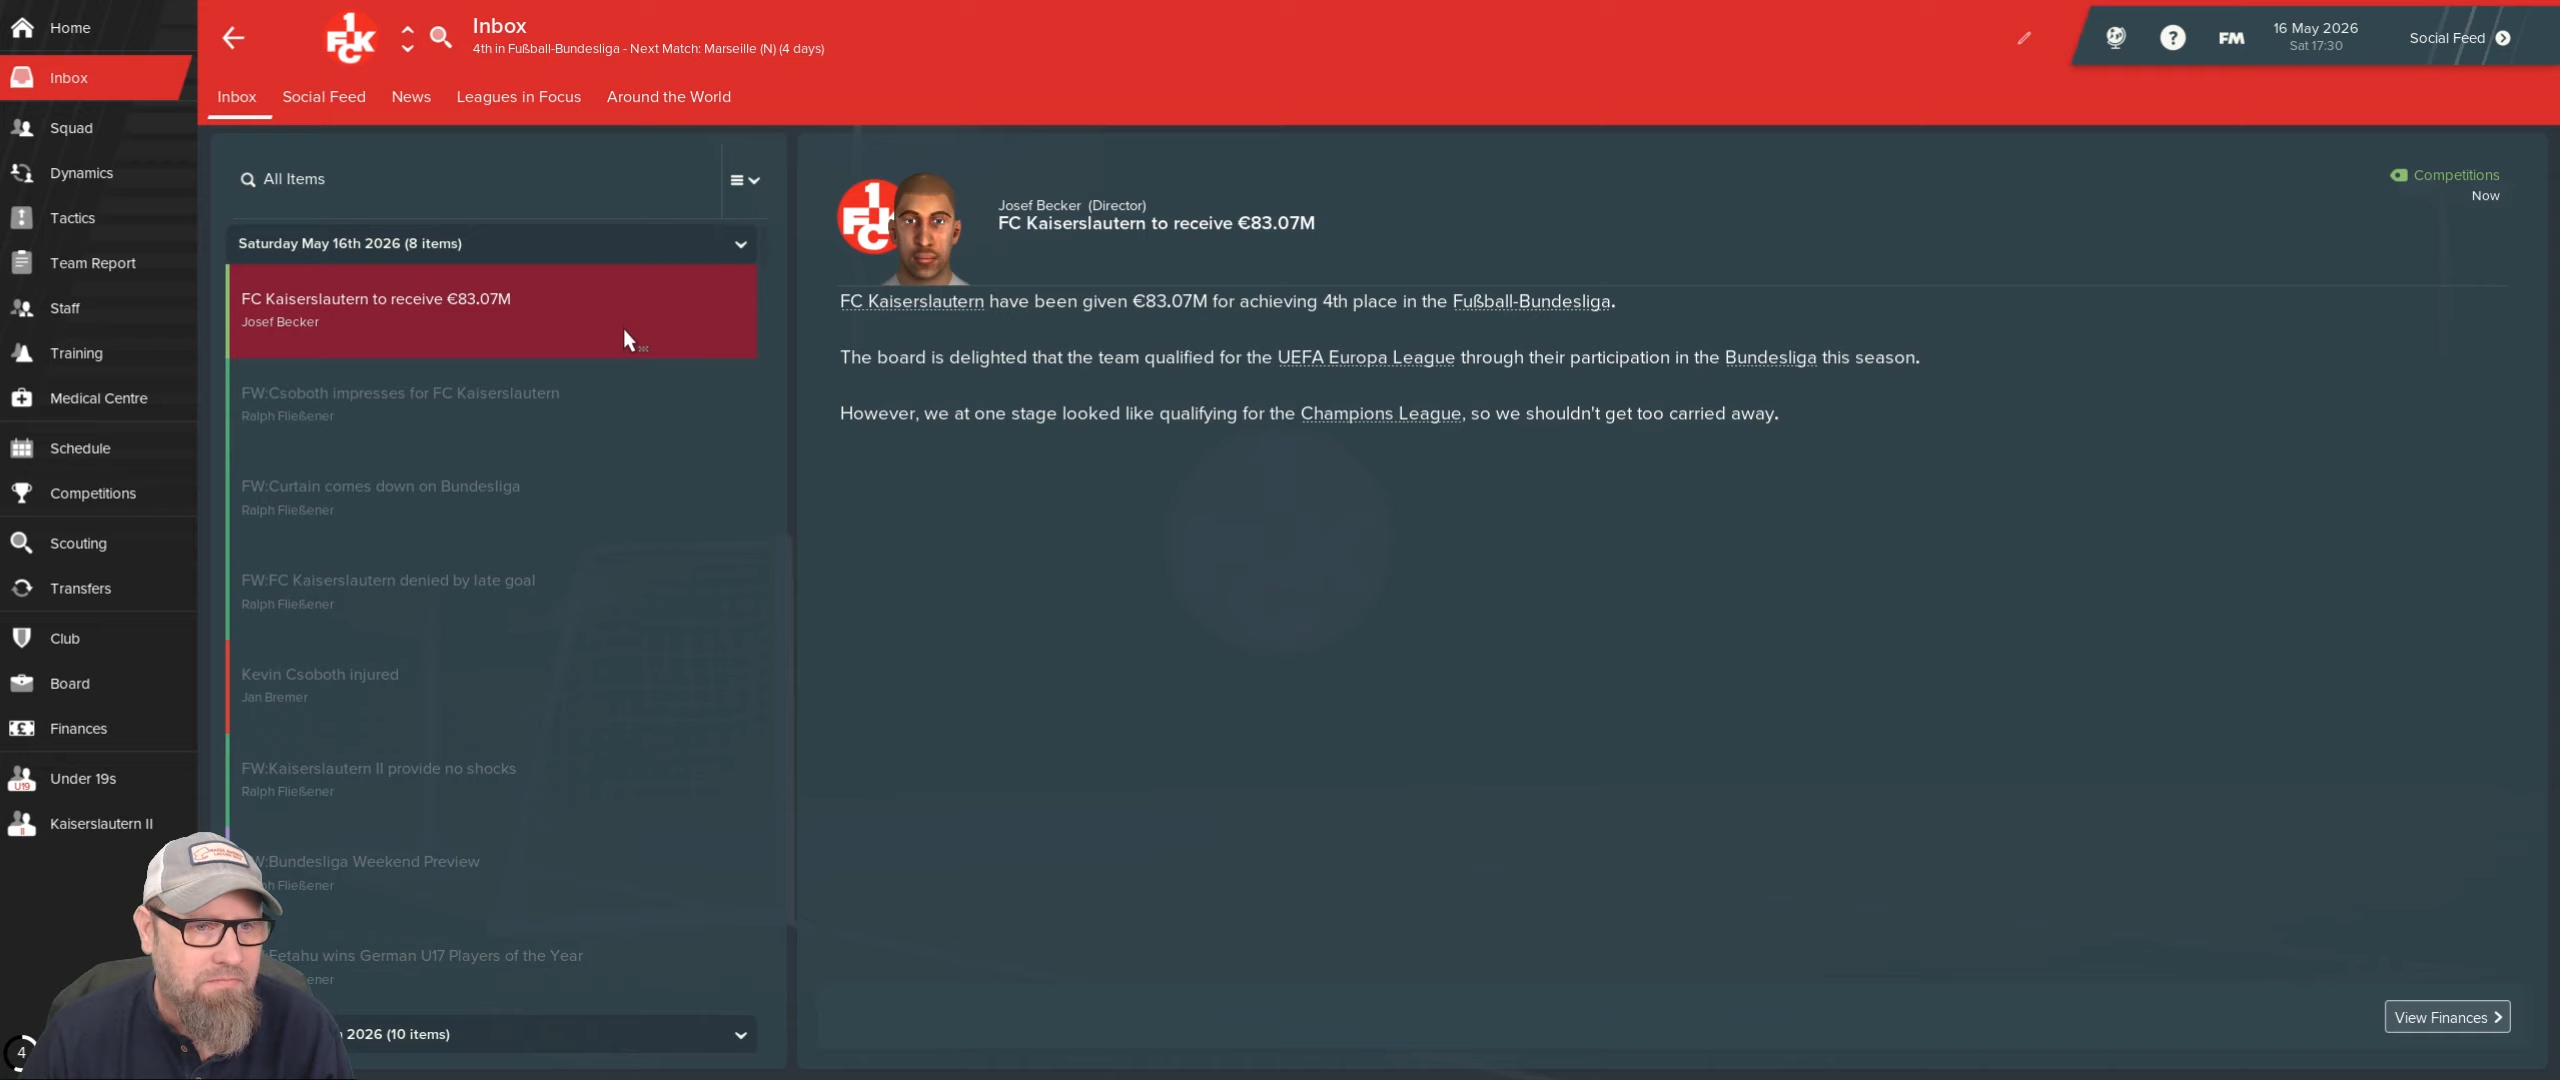 Home
Inbox
Squad
Dynamics
Tactics
Team Report
Staff
Training
Medical Centre
Schedule
Competitions
Scouting
Transfers
Club
Board
Finances
U19
Under 19s
II
Kaiserslautern II
4
1
FCK
Inbox
4th in Fußball-Bundesliga - Next Match: Marseille (N) (4 days)
?
FM
16 May 2026
Sat 17:30
Social Feed
Inbox
Social Feed
News
Leagues in Focus
Around the World
All Items
Saturday May 16th 2026 (8 items)
FC Kaiserslautern to receive €83.07M
Josef Becker
FW:Csoboth impresses for FC Kaiserslautern
Ralph Fließener
FW:Curtain comes down on Bundesliga
Ralph Fließener
FW:FC Kaiserslautern denied by late goal
Ralph Fließener
Kevin Csoboth injured
Jan Bremer
FW:Kaiserslautern II provide no shocks
Ralph Fließener
W:Bundesliga Weekend Preview
ph Fließener
Fetahu wins German U17 Players of the Year
ener
2026 (10 items)
Josef Becker (Director)
FC Kaiserslautern to receive €83.07M
Competitions
Now
FC Kaiserslautern have been given €83.07M for achieving 4th place in the Fußball-Bundesliga.
The board is delighted that the team qualified for the UEFA Europa League through their participation in the Bundesliga this season.
However, we at one stage looked like qualifying for the Champions League, so we shouldn't get too carried away.
View Finances